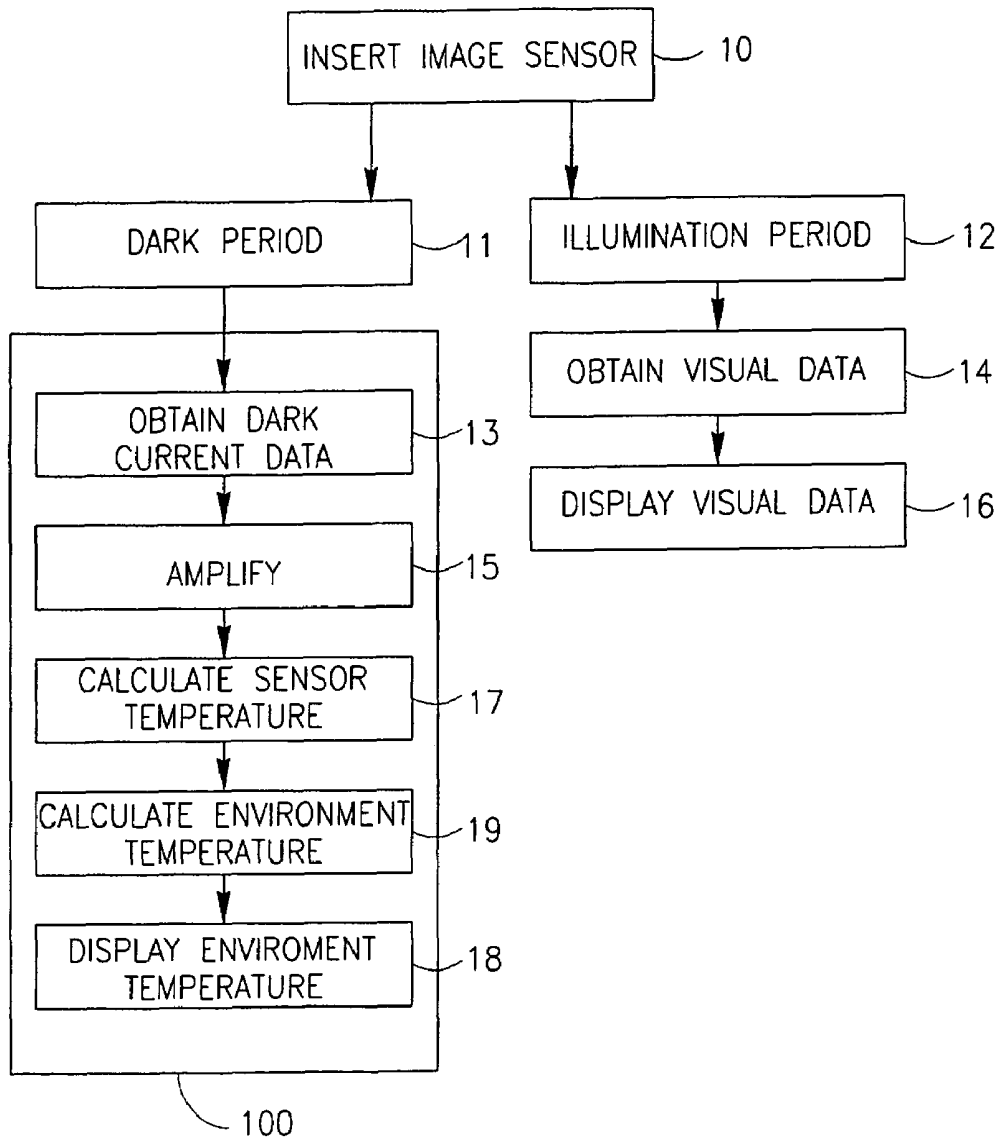 INSERT IMAGE SENSOR
10
DARK PERIOD
11
ILLUMINATION PERIOD
12
OBTAIN VISUAL DATA
14
OBTAIN DARK
CURRENT DATA
13
DISPLAY VISUAL DATA
16
AMPLIFY
15
CALCULATE SENSOR
TEMPERATURE
17
CALCULATE ENVIRONMENT
TEMPERATURE
19
DISPLAY ENVIROMENT
TEMPERATURE
18
100